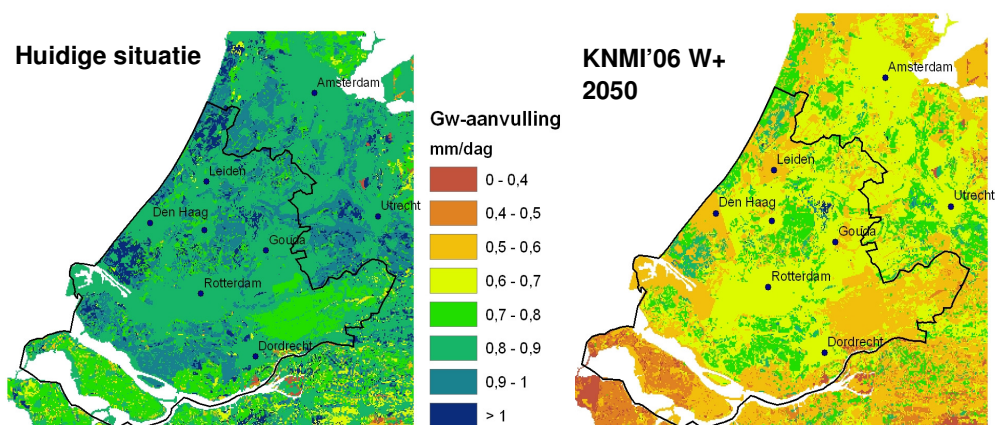 Huidige situatie
Amsterdam
Leiden
Den Haag
Utrecht
Gouda
Rotterdam
Dordrecht
Gw-aanvulling
mm/dag
0 - 0,4
0,4 - 0,5
0,5 - 0,6
0,6 - 0,7
0,7 - 0,8
0,8 - 0,9
0,9 - 1
> 1
KNMI'06 W+
2050
Amsterdam
Leiden
Utrecht
Den Haag
Gouda
Rotterdam
Dordrecht